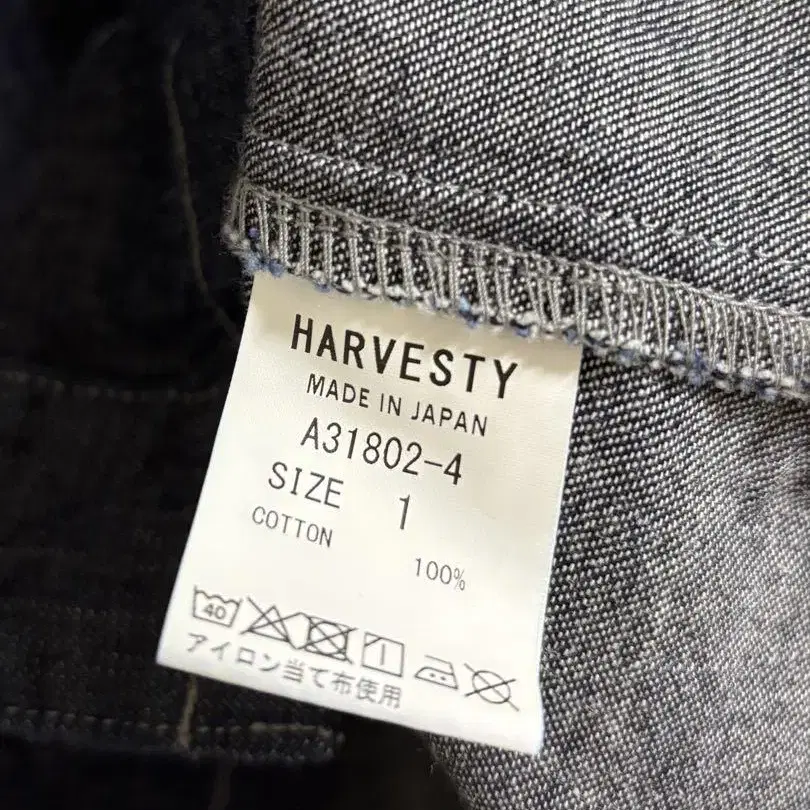 HARVESTY
MADE IN JAPAN
A31802-4
SIZE 1
COTTON
100%
40
アイロン当て布使用